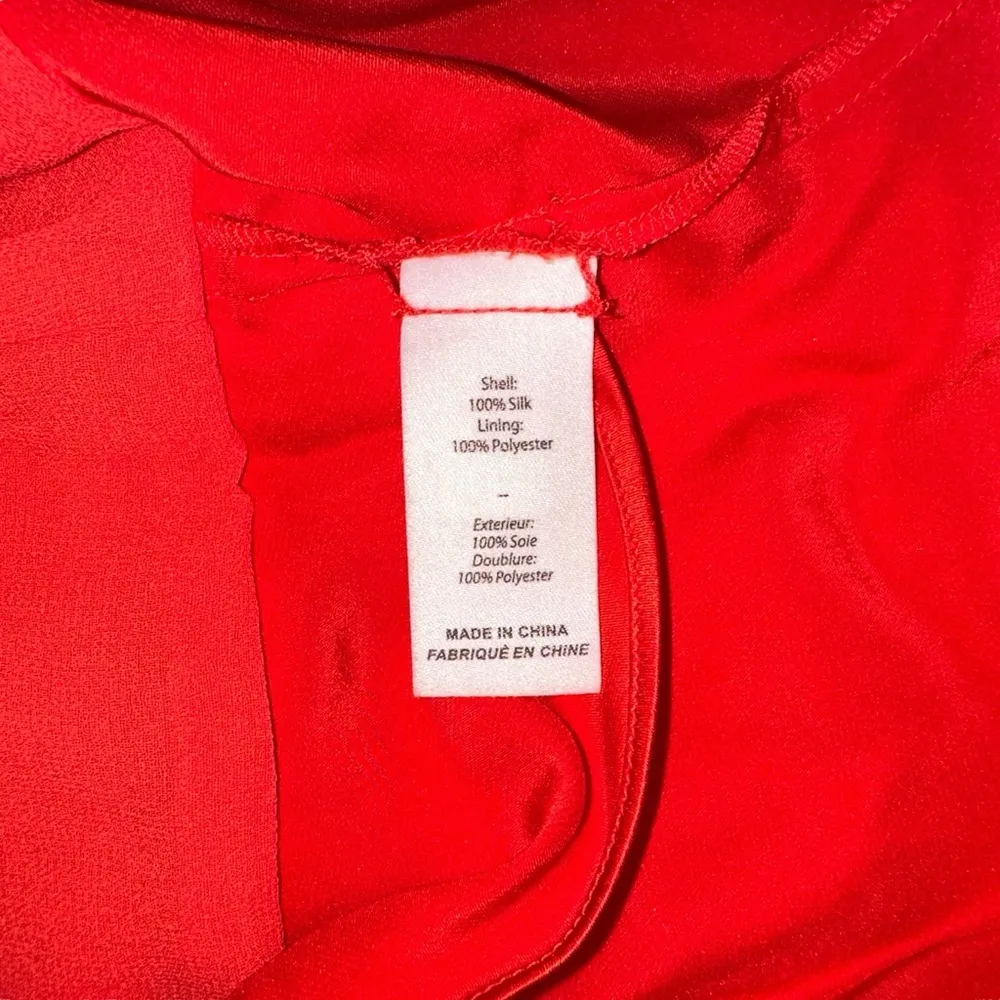 Shell:
100% Silk
Lining:
100% Polyester
–
Exterieur:
100% Soie
Doublure:
100% Polyester
MADE IN CHINA
FABRIQUÈ EN CHINE